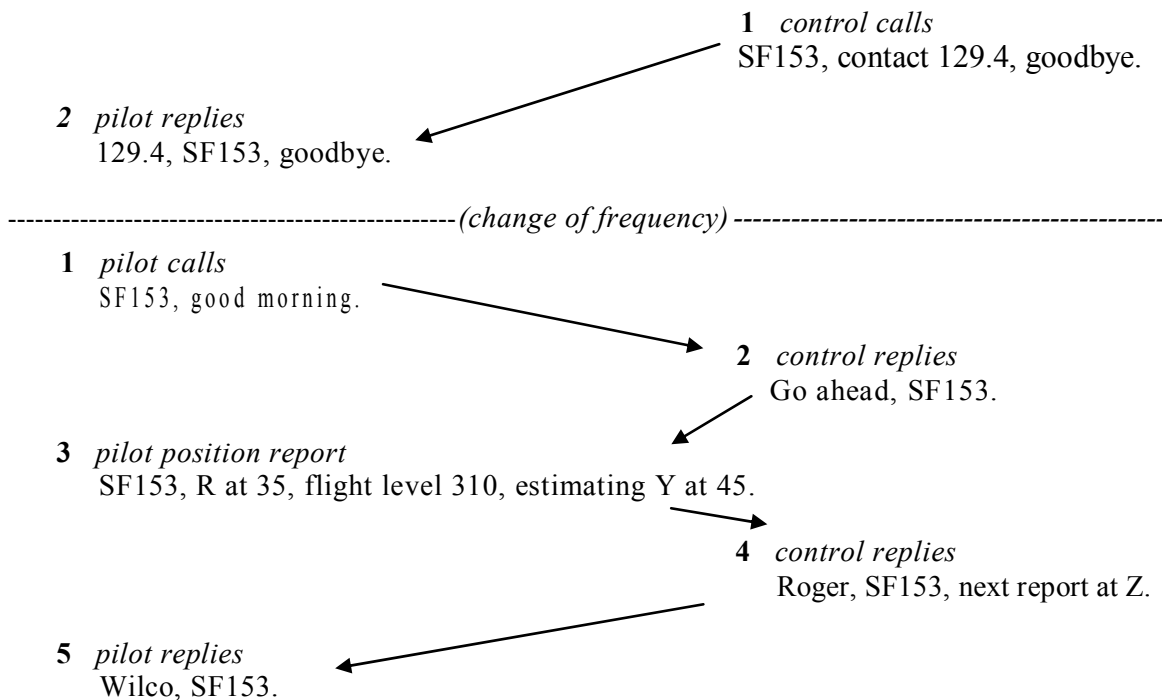 1 control calls
SF153, contact 129.4, goodbye.
2 pilot replies
129.4, SF153, goodbye.
--------------------------------------------------(change of frequency) ------------------------------------------------
1 pilot calls
SF153, good morning.
2 control replies
Go ahead, SF153.
3 pilot position report
SF153, R at 35, flight level 310, estimating Y at 45.
4 control replies
Roger, SF153, next report at Z.
5 pilot replies
Wilco, SF153.